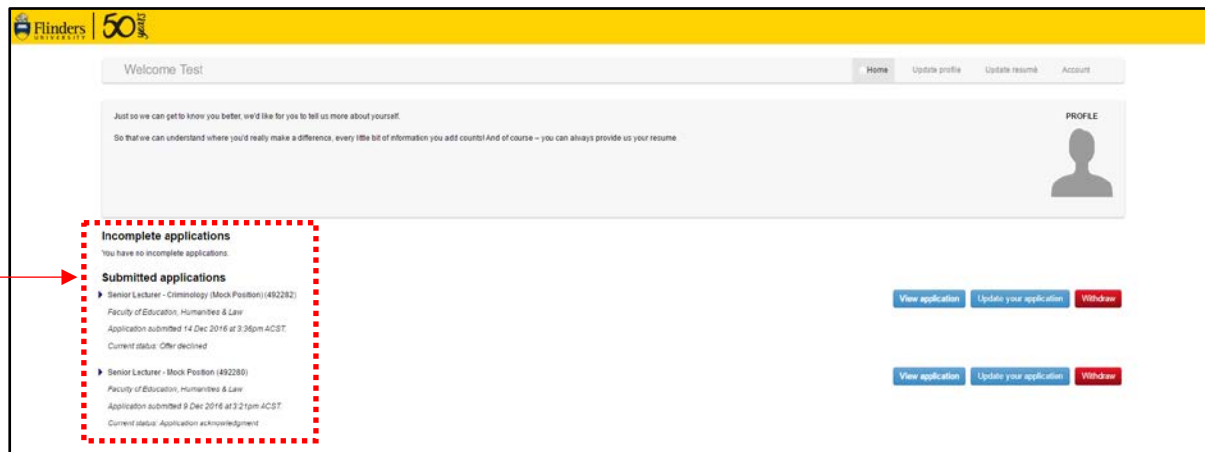 Flinders
UNIVERSITY
50 years
Welcome Test
Home
Update profile
Update resumé
Account
Just so we can get to know you better, we'd like for you to tell us more about yourself.
So that we can understand where you'd really make a difference, every little bit of information you add counts! And of course – you can always provide us your resume.
PROFILE
Incomplete applications
You have no incomplete applications.
Submitted applications
Senior Lecturer - Criminology (Mock Position) (492282)
View application
Update your application
Withdraw
Faculty of Education, Humanities & Law
Application submitted 14 Dec 2016 at 3:36pm ACST.
Current status: Offer declined
Senior Lecturer - Mock Position (492280)
View application
Update your application
Withdraw
Faculty of Education, Humanities & Law
Application submitted 9 Dec 2016 at 3:21pm ACST.
Current status: Application acknowledgment